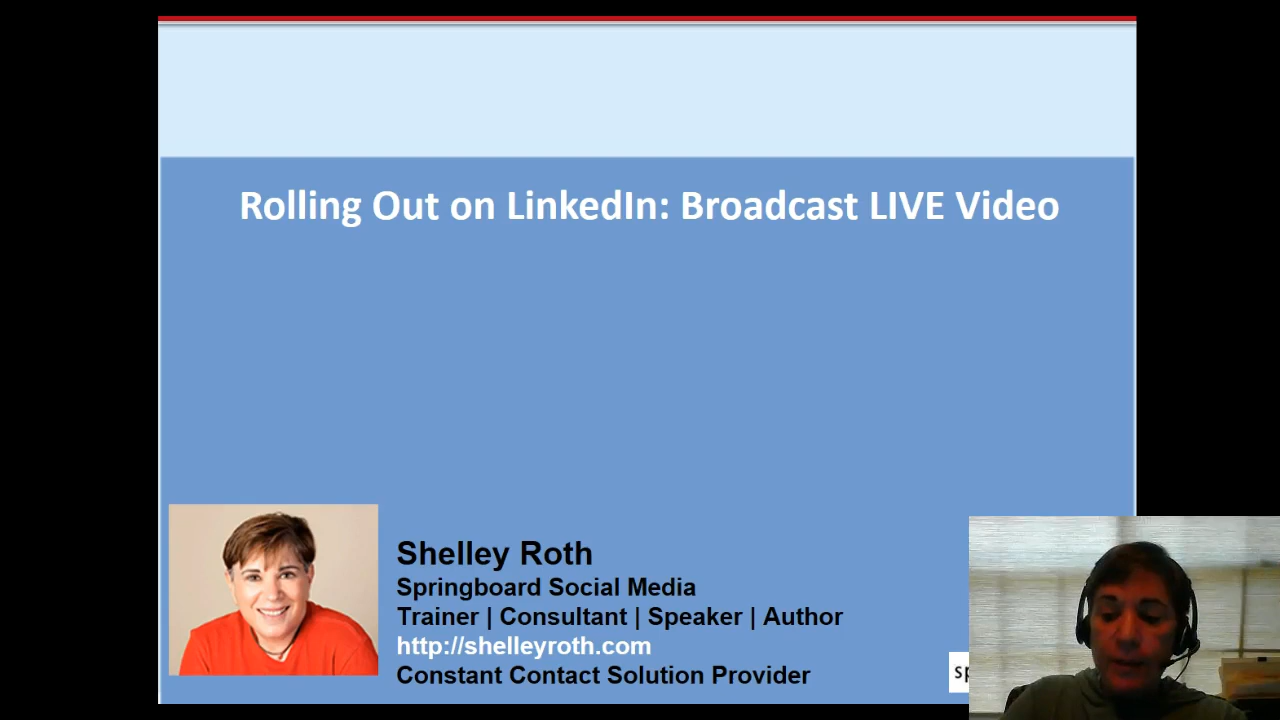 Rolling Out on LinkedIn: Broadcast LIVE Video
Shelley Roth
Springboard Social Media
Trainer | Consultant | Speaker | Author
http://shelleyroth.com
Constant Contact Solution Provider